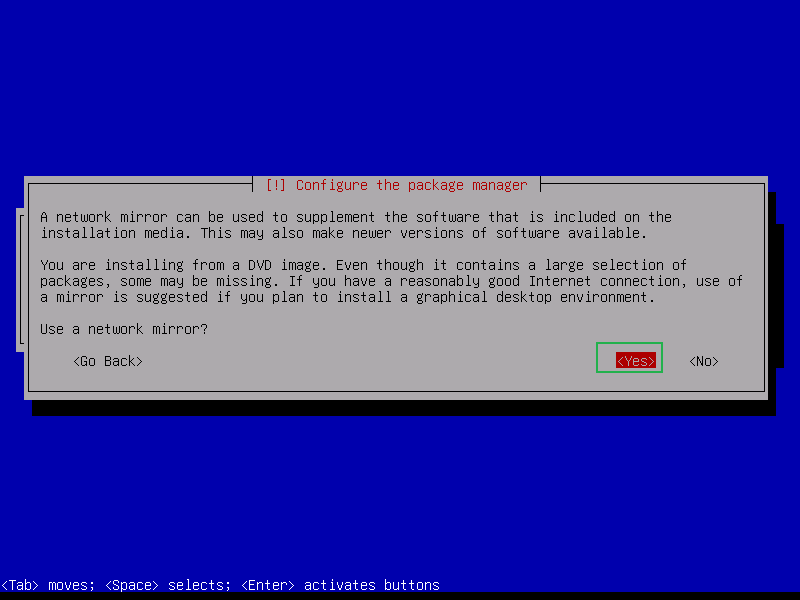 [!] Configure the package manager
A network mirror can be used to supplement the software that is included on the
installation media. This may also make newer versions of software available.
You are installing from a DVD image. Even though it contains a large selection of
packages, some may be missing. If you have a reasonably good Internet connection, use of
a mirror is suggested if you plan to install a graphical desktop environment.
Use a network mirror?
<Go Back> <Yes> <No>
<Tab> moves; <Space> selects; <Enter> activates buttons